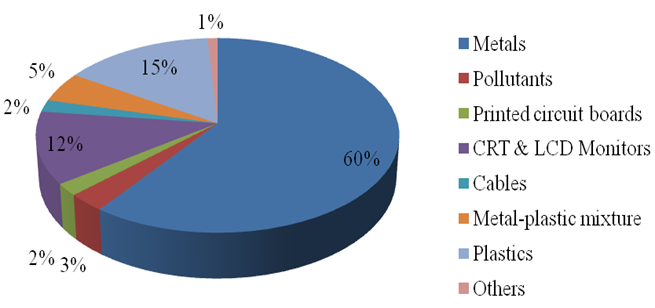 1%
5%
15%
2%
12%
60%
2%
3%
Metals
Pollutants
Printed circuit boards
CRT & LCD Monitors
Cables
Metal-plastic mixture
Plastics
Others